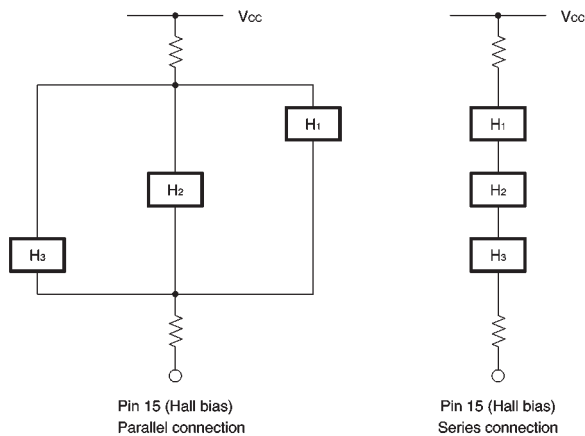 Vcc
Vcc
H1
H1
H2
H2
H3
H3
Pin 15 (Hall bias)
Parallel connection
Pin 15 (Hall bias)
Series connection